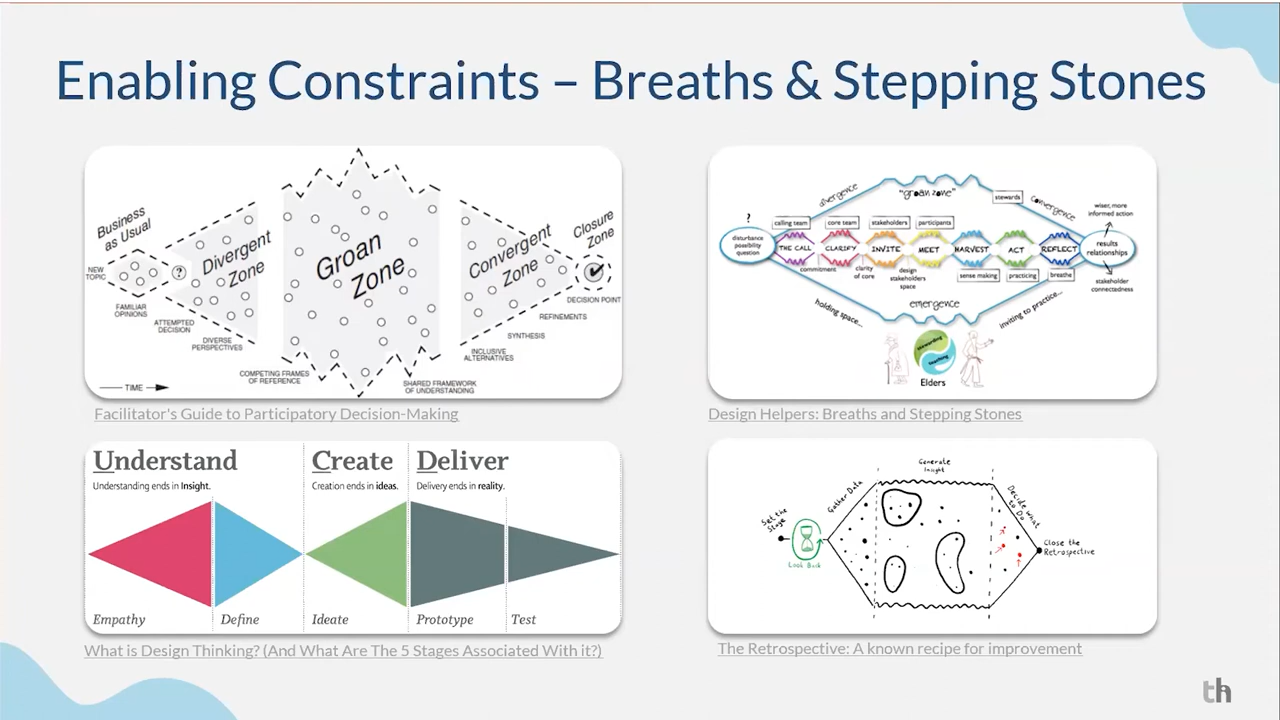 Enabling Constraints – Breaths & Stepping Stones
Business
as Usual
NEW
TOPIC
?
FAMILIAR
OPINIONS
ATTEMPTED
DECISION
Divergent
Zone
DIVERSE
PERSPECTIVES
COMPETING FRAMES
OF REFERENCE
Groan
Zone
SHARED FRAMEWORK
OF UNDERSTANDING
Convergent
Zone
INCLUSIVE
ALTERNATIVES
SYNTHESIS
REFINEMENTS
Closure
Zone
DECISION POINT
TIME
Facilitator's Guide to Participatory Decision-Making
divergence
"groan zone"
stewards
convergence
wiser, more
informed action
?
calling team
core team
stakeholders
participants
disturbance
possibility
question
THE CALL
CLARIFY
INVITE
MEET
HARVEST
ACT
REFLECT
results
relationships
commitment
clarity
of core
design
stakeholders
space
sense making
practicing
breathe
stakeholder
connectedness
holding space...
emergence
inviting to practice...
Stewarding
Teaching
Elders
Design Helpers: Breaths and Stepping Stones
Understand
Understanding ends in Insight.
Create
Creation ends in ideas.
Deliver
Delivery ends in reality.
Empathy
Define
Ideate
Prototype
Test
What is Design Thinking? (And What Are The 5 Stages Associated With it?)
Set the
Stage
Look Back
Gather Data
Generate
Insight
Decide what
to Do
Close the
Retrospective
The Retrospective: A known recipe for improvement
th